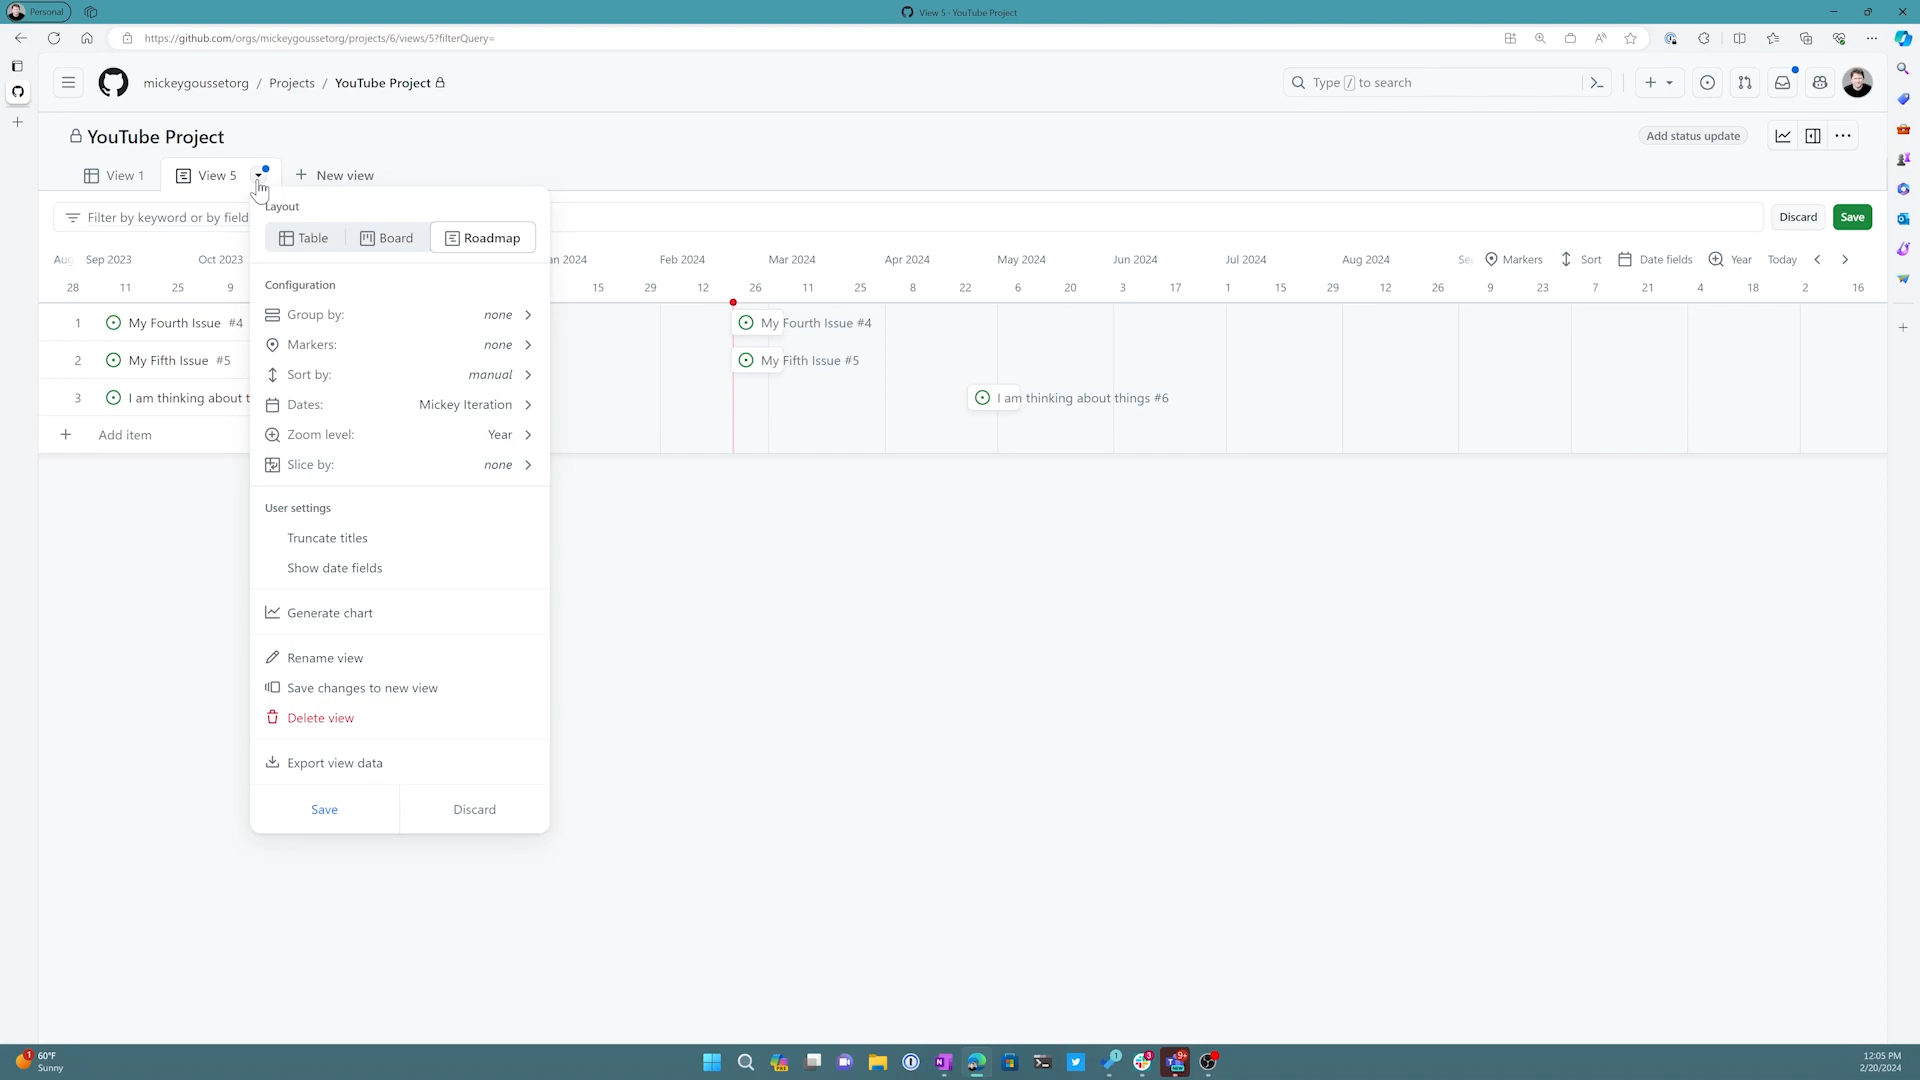 Personal
View 5 - YouTube Project
https://github.com/orgs/mickeygoussetorg/projects/6/views/5?filterQuery=
mickeygoussetorg / Projects / YouTube Project
Type / to search
YouTube Project
Add status update
View 1
View 5
New view
Layout
Filter by keyword or by field
Discard
Save
Table
Board
Roadmap
Aug
Sep 2023
Oct 2023
an 2024
Feb 2024
Mar 2024
Apr 2024
May 2024
Jun 2024
Jul 2024
Aug 2024
Se
Markers
Sort
Date fields
Year
Today
28 11 25 9 15 29 12 26 11 25 8 22 6 20 3 17 1 15 29 12 26 9 23 7 21 4 18 2 16
Configuration
Group by: none
Markers: none
Sort by: manual
Dates: Mickey Iteration
Zoom level: Year
Slice by: none
1 My Fourth Issue #4
My Fourth Issue #4
2 My Fifth Issue #5
My Fifth Issue #5
3 I am thinking about t
I am thinking about things #6
Add item
User settings
Truncate titles
Show date fields
Generate chart
Rename view
Save changes to new view
Delete view
Export view data
Save
Discard
60°F
Sunny
12:05 PM
2/20/2024